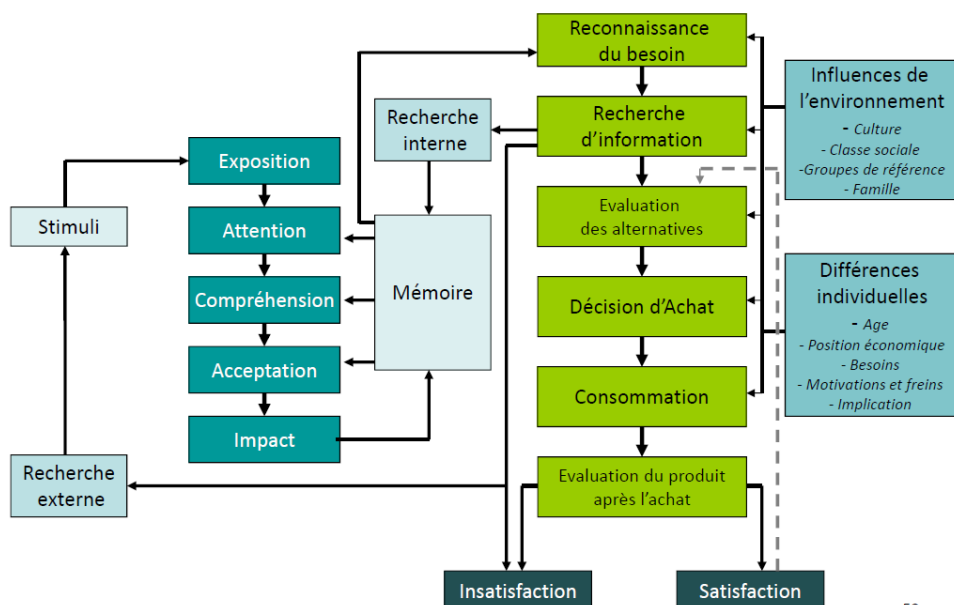 Reconnaissance
du besoin
Influences de
l'environnement
- Culture
- Classe sociale
-Groupes de référence
- Famille
Recherche
interne
Recherche
d'information
Exposition
Stimuli
Attention
Evaluation
des alternatives
Mémoire
Compréhension
Décision d'Achat
Différences
individuelles
- Age
- Position économique
- Besoins
- Motivations et freins
- Implication
Acceptation
Consommation
Impact
Recherche
externe
Evaluation du produit
après l'achat
Insatisfaction
Satisfaction